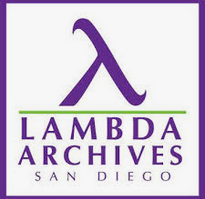 λ
LAMBDA
ARCHIVES
SAN DIEGO